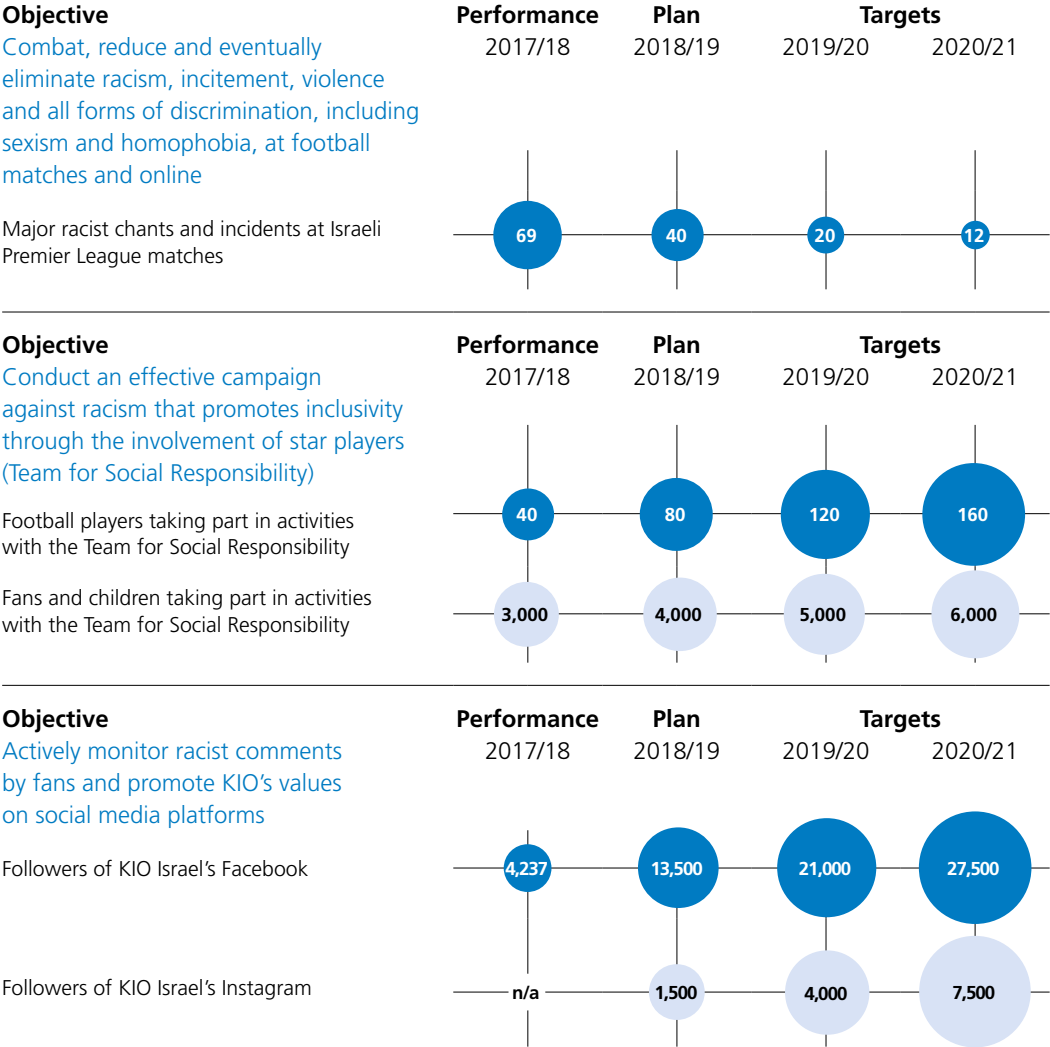 Objective Performance Plan Targets
Combat, reduce and eventually 2017/18 2018/19 2019/20 2020/21
eliminate racism, incitement, violence
and all forms of discrimination, including
sexism and homophobia, at football
matches and online
Major racist chants and incidents at Israeli
Premier League matches
69 40 20 12
Objective Performance Plan Targets
Conduct an effective campaign 2017/18 2018/19 2019/20 2020/21
against racism that promotes inclusivity
through the involvement of star players
(Team for Social Responsibility)
Football players taking part in activities
with the Team for Social Responsibility
40 80 120 160
Fans and children taking part in activities
with the Team for Social Responsibility
3,000 4,000 5,000 6,000
Objective Performance Plan Targets
Actively monitor racist comments 2017/18 2018/19 2019/20 2020/21
by fans and promote KIO's values
on social media platforms
Followers of KIO Israel's Facebook 4,237 13,500 21,000 27,500
Followers of KIO Israel's Instagram n/a 1,500 4,000 7,500